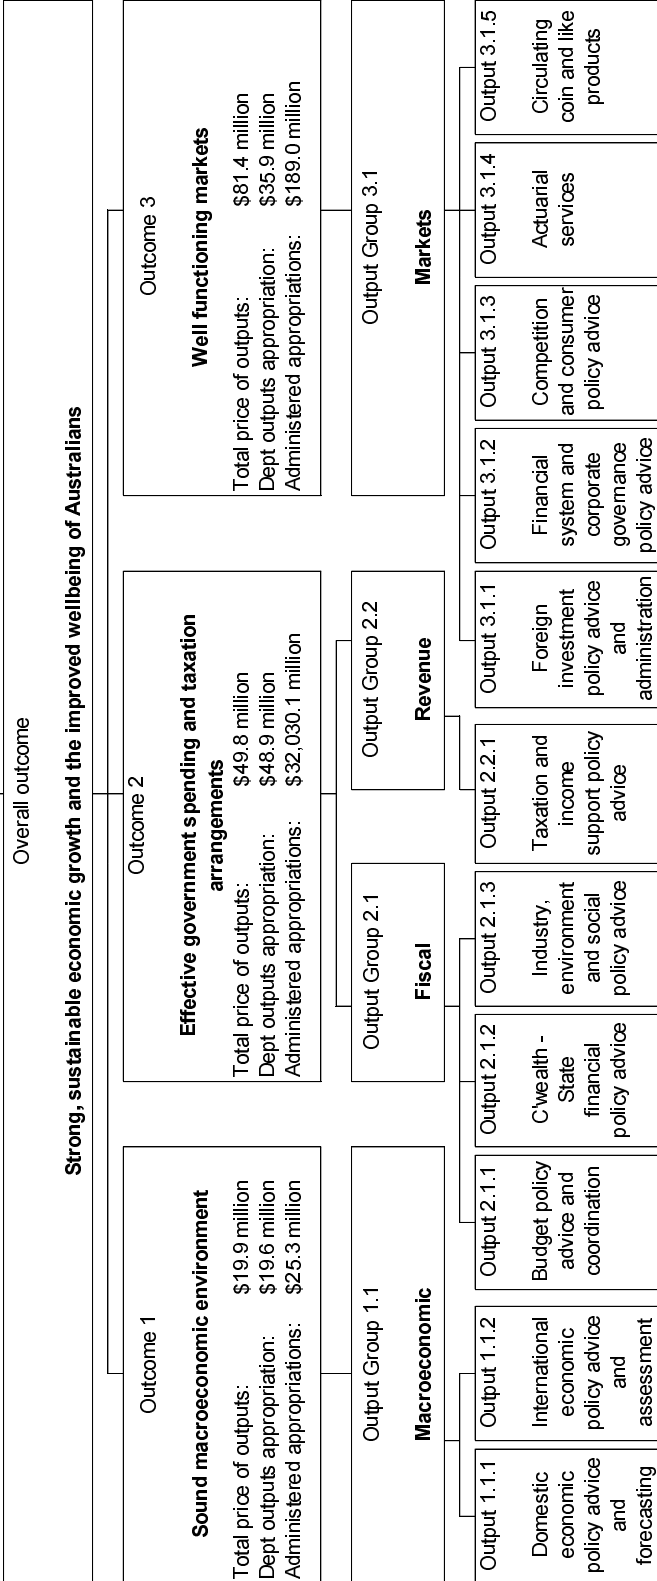 Overall outcome
Strong, sustainable economic growth and the improved wellbeing of Australians
Outcome 1
Sound macroeconomic environment
Total price of outputs: $19.9 million
Dept outputs appropriation: $19.6 million
Administered appropriations: $25.3 million
Outcome 2
Effective government spending and taxation
arrangements
Total price of outputs: $49.8 million
Dept outputs appropriation: $48.9 million
Administered appropriations: $32,030.1 million
Outcome 3
Well functioning markets
Total price of outputs: $81.4 million
Dept outputs appropriation: $35.9 million
Administered appropriations: $189.0 million
Output Group 1.1
Macroeconomic
Output Group 2.1
Fiscal
Output Group 2.2
Revenue
Output Group 3.1
Markets
Output 1.1.1
Domestic
economic
policy advice
and
forecasting
Output 1.1.2
International
economic
policy advice
and
assessment
Output 2.1.1
Budget policy
advice and
coordination
Output 2.1.2
C'wealth -
State
financial
policy advice
Output 2.1.3
Industry,
environment
and social
policy advice
Output 2.2.1
Taxation and
income
support policy
advice
Output 3.1.1
Foreign
investment
policy advice
and
administration
Output 3.1.2
Financial
system and
corporate
governance
policy advice
Output 3.1.3
Competition
and consumer
policy advice
Output 3.1.4
Actuarial
services
Output 3.1.5
Circulating
coin and like
products